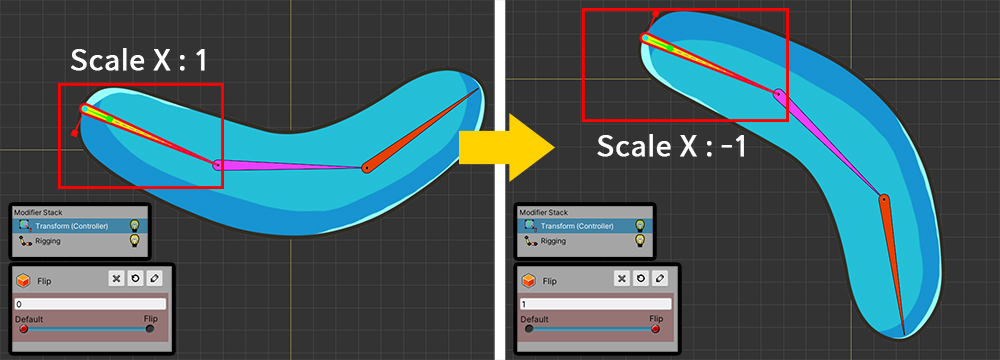 Scale X : 1
Modifier Stack
Transform (Controller)
Rigging
Flip
0
Default Flip
Scale X : -1
Modifier Stack
Transform (Controller)
Rigging
Flip
1
Default Flip